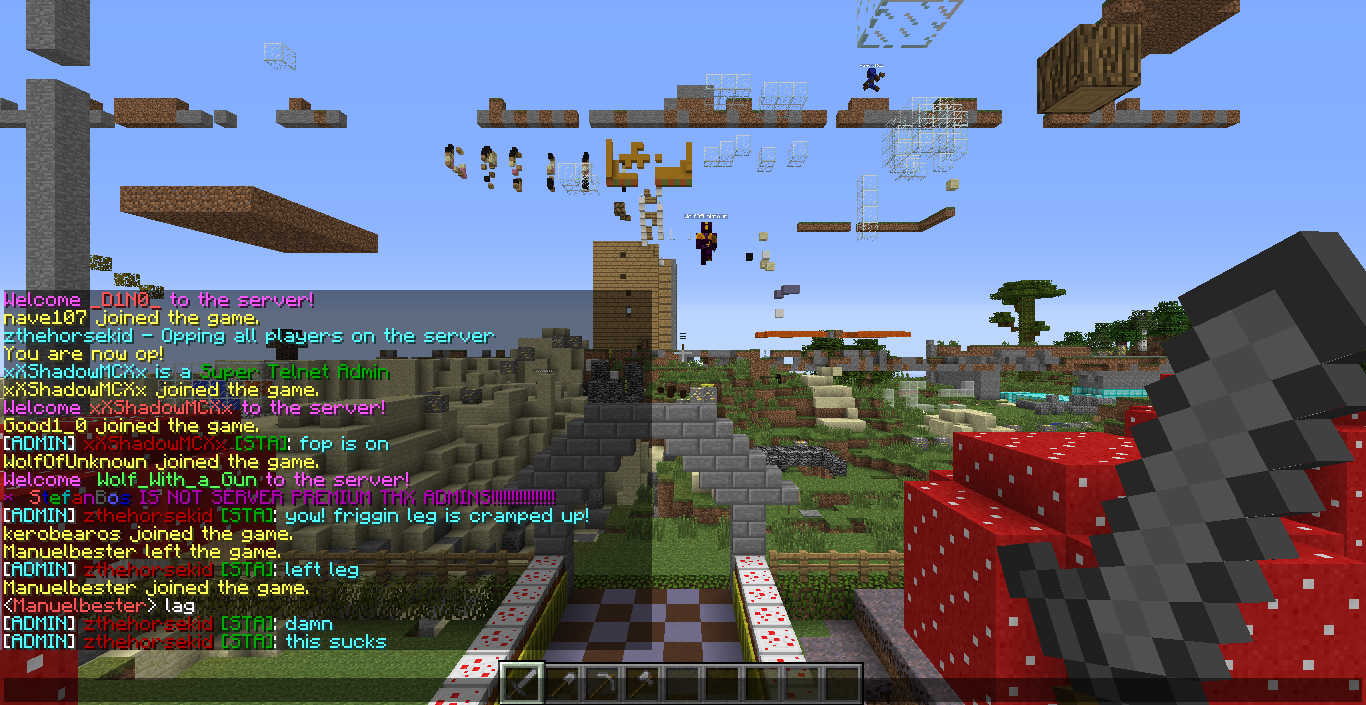 Welcome _D1N0_ to the server!
nave107 joined the game.
zthehorsekid - Opping all players on the server
You are now op!
xXShadowMCXx is a Super Telnet Admin
xXShadowMCXx joined the game.
Welcome xXShadowMCXx to the server!
Good1_0 joined the game.
[ADMIN] xXShadowMCXx [STA]: fop is on
WolfOfUnknown joined the game.
Welcome Wolf_With_a_Gun to the server!
* StefanBos IS NOT SERVER PREMIUM THX ADMINS!!!!!!!!!!!!!!!!!!!
[ADMIN] zthehorsekid [STA]: yow! friggin leg is cramped up!
kerobearos joined the game.
Manuelbester left the game.
[ADMIN] zthehorsekid [STA]: left leg
Manuelbester joined the game.
<Manuelbester> lag
[ADMIN] zthehorsekid [STA]: damn
[ADMIN] zthehorsekid [STA]: this sucks
WolfOfUnknown